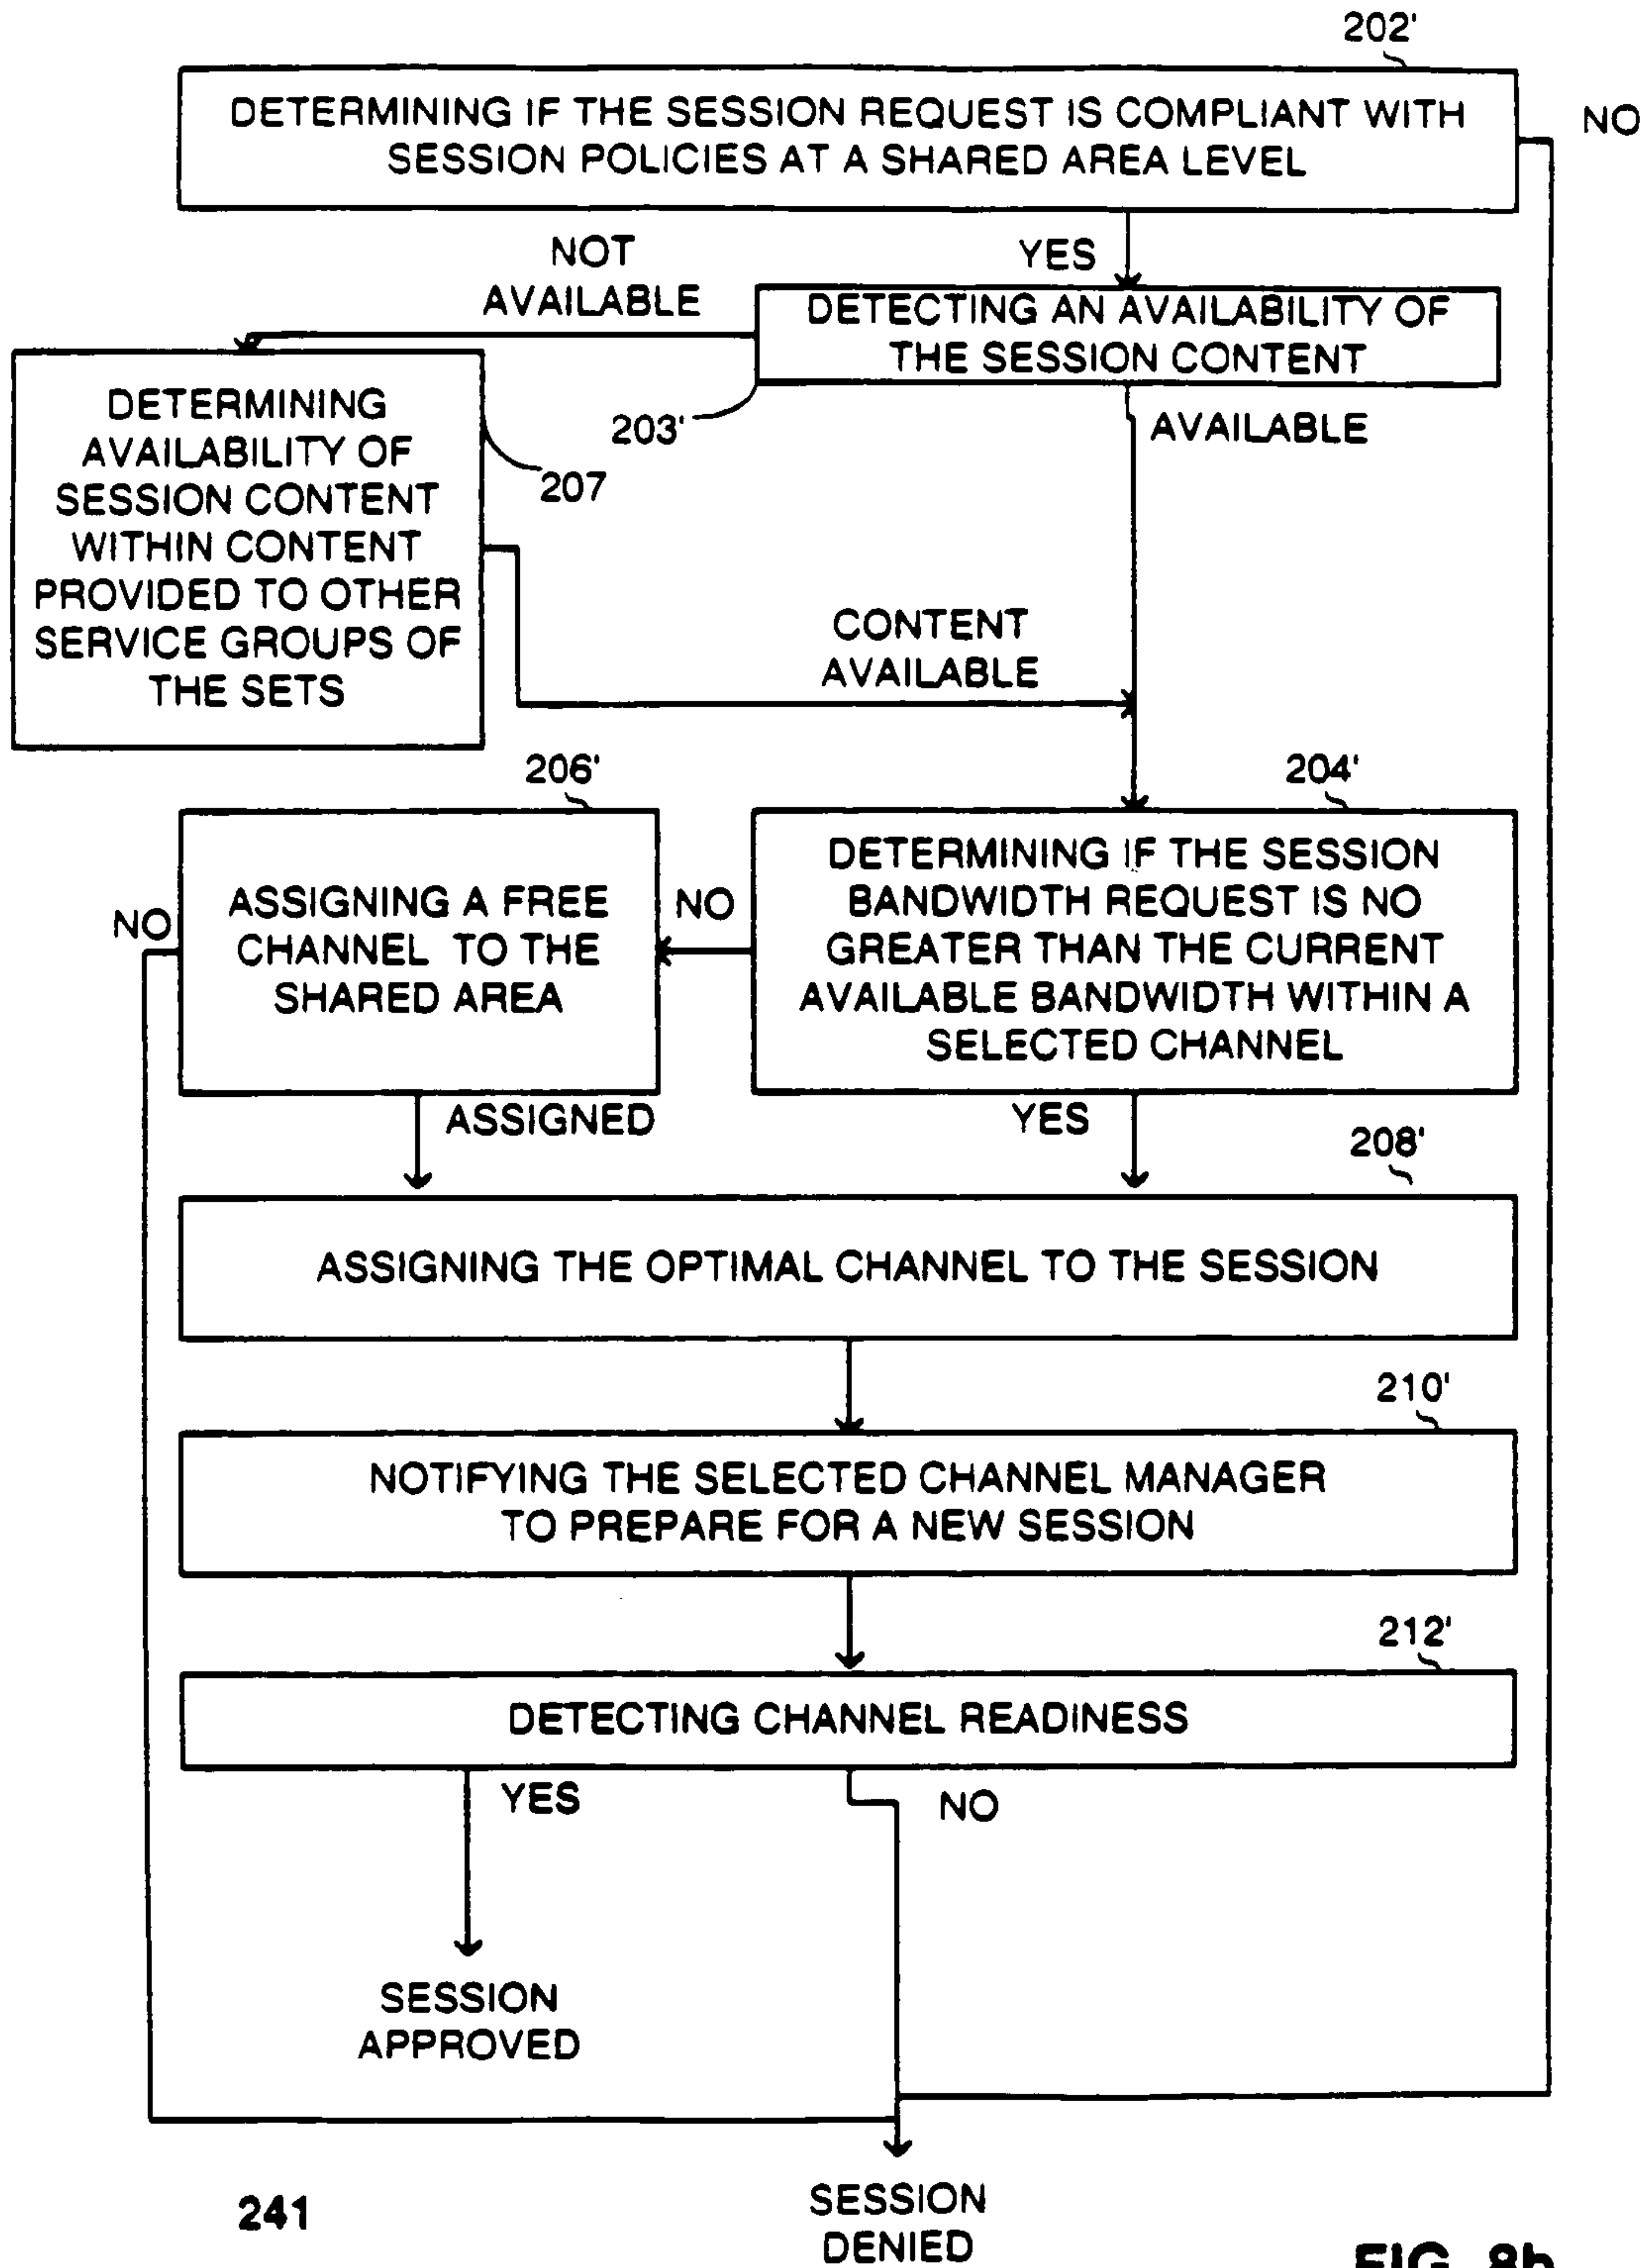 202'
DETERMINING IF THE SESSION REQUEST IS COMPLIANT WITH
SESSION POLICIES AT A SHARED AREA LEVEL
NO
NOT
AVAILABLE
YES
DETECTING AN AVAILABILITY OF
THE SESSION CONTENT
203'
AVAILABLE
DETERMINING
AVAILABILITY OF
SESSION CONTENT
WITHIN CONTENT
PROVIDED TO OTHER
SERVICE GROUPS OF
THE SETS
207
CONTENT
AVAILABLE
206'
204'
NO
ASSIGNING A FREE
CHANNEL TO THE
SHARED AREA
NO
DETERMINING IF THE SESSION
BANDWIDTH REQUEST IS NO
GREATER THAN THE CURRENT
AVAILABLE BANDWIDTH WITHIN A
SELECTED CHANNEL
ASSIGNED
YES
208'
ASSIGNING THE OPTIMAL CHANNEL TO THE SESSION
210'
NOTIFYING THE SELECTED CHANNEL MANAGER
TO PREPARE FOR A NEW SESSION
212'
DETECTING CHANNEL READINESS
YES
NO
SESSION
APPROVED
241
SESSION
DENIED
FIG. 8b